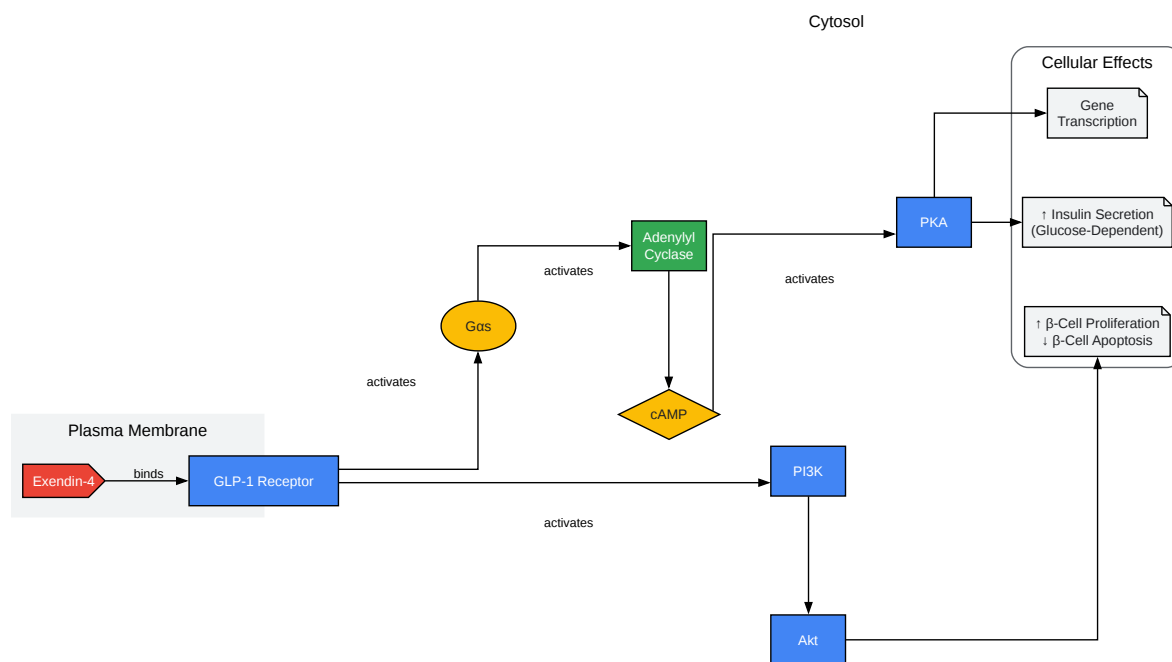 Cytosol
Cellular Effects
Gene
Transcription
PKA
↑ Insulin Secretion
(Glucose-Dependent)
Adenylyl
Cyclase
activates
activates
Gαs
↑ β-Cell Proliferation
↓ β-Cell Apoptosis
activates
cAMP
Plasma Membrane
Exendin-4
binds
GLP-1 Receptor
PI3K
activates
Akt